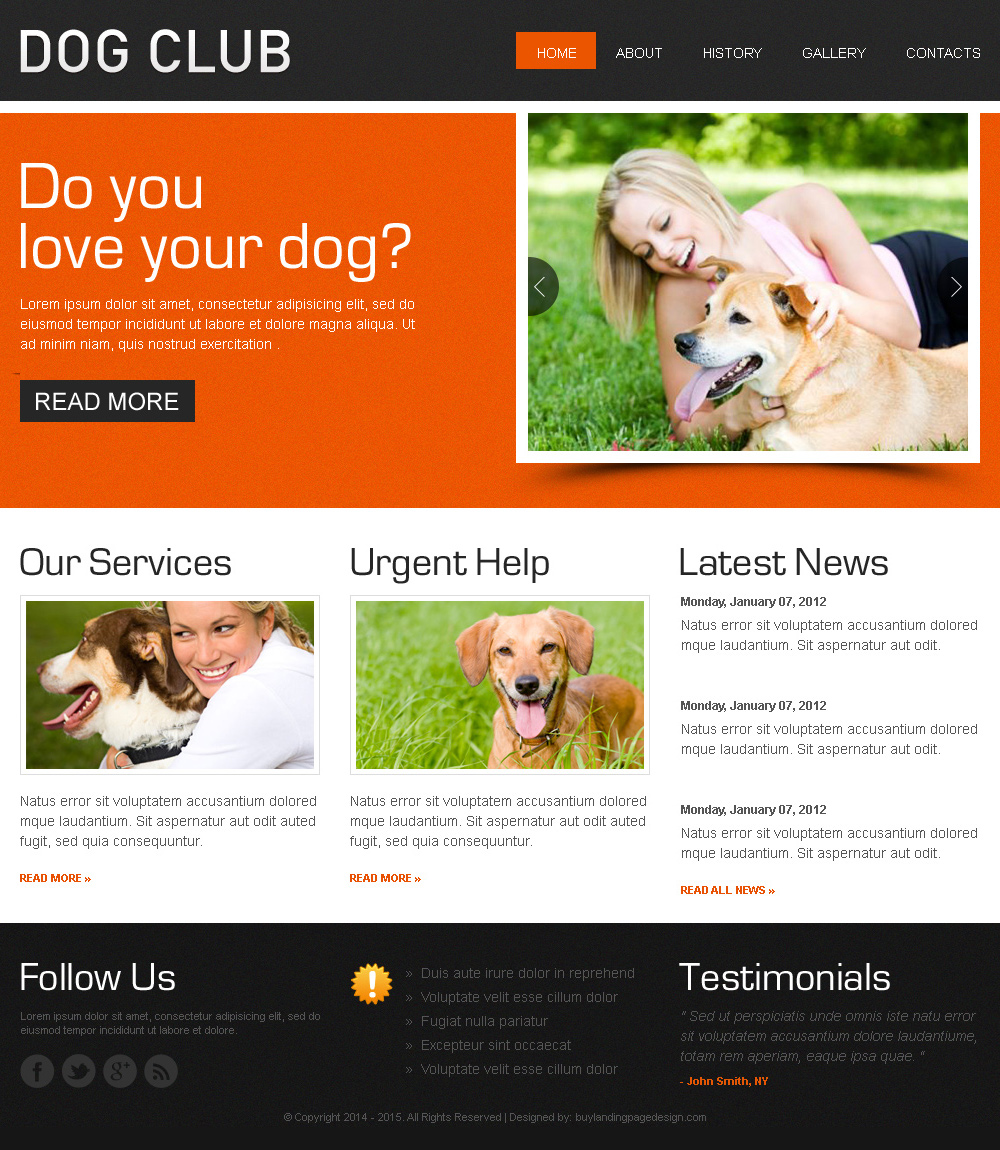 DOG CLUB
HOME
ABOUT
HISTORY
GALLERY
CONTACTS
Do you
love your dog?
Lorem ipsum dolor sit amet, consectetur adipisicing elit, sed do
eiusmod tempor incididunt ut labore et dolore magna aliqua. Ut
ad minim niam, quis nostrud exercitation .
READ MORE
Our Services
Natus error sit voluptatem accusantium dolored
mque laudantium. Sit aspernatur aut odit auted
fugit, sed quia consequuntur.
READ MORE »
Urgent Help
Natus error sit voluptatem accusantium dolored
mque laudantium. Sit aspernatur aut odit auted
fugit, sed quia consequuntur.
READ MORE »
Latest News
Monday, January 07, 2012
Natus error sit voluptatem accusantium dolored
mque laudantium. Sit aspernatur aut odit.
Monday, January 07, 2012
Natus error sit voluptatem accusantium dolored
mque laudantium. Sit aspernatur aut odit.
Monday, January 07, 2012
Natus error sit voluptatem accusantium dolored
mque laudantium. Sit aspernatur aut odit.
READ ALL NEWS »
Follow Us
Lorem ipsum dolor sit amet, consectetur adipisicing elit, sed do
eiusmod tempor incididunt ut labore et dolore.
» Duis aute irure dolor in reprehend
» Voluptate velit esse cillum dolor
» Fugiat nulla pariatur
» Excepteur sint occaecat
» Voluptate velit esse cillum dolor
Testimonials
" Sed ut perspiciatis unde omnis iste natu error
sit voluptatem accusantium dolore laudantiume,
totam rem aperiam, eaque ipsa quae. "
- John Smith, NY
© Copyright 2014 - 2015. All Rights Reserved | Designed by: buylandingpagedesign.com